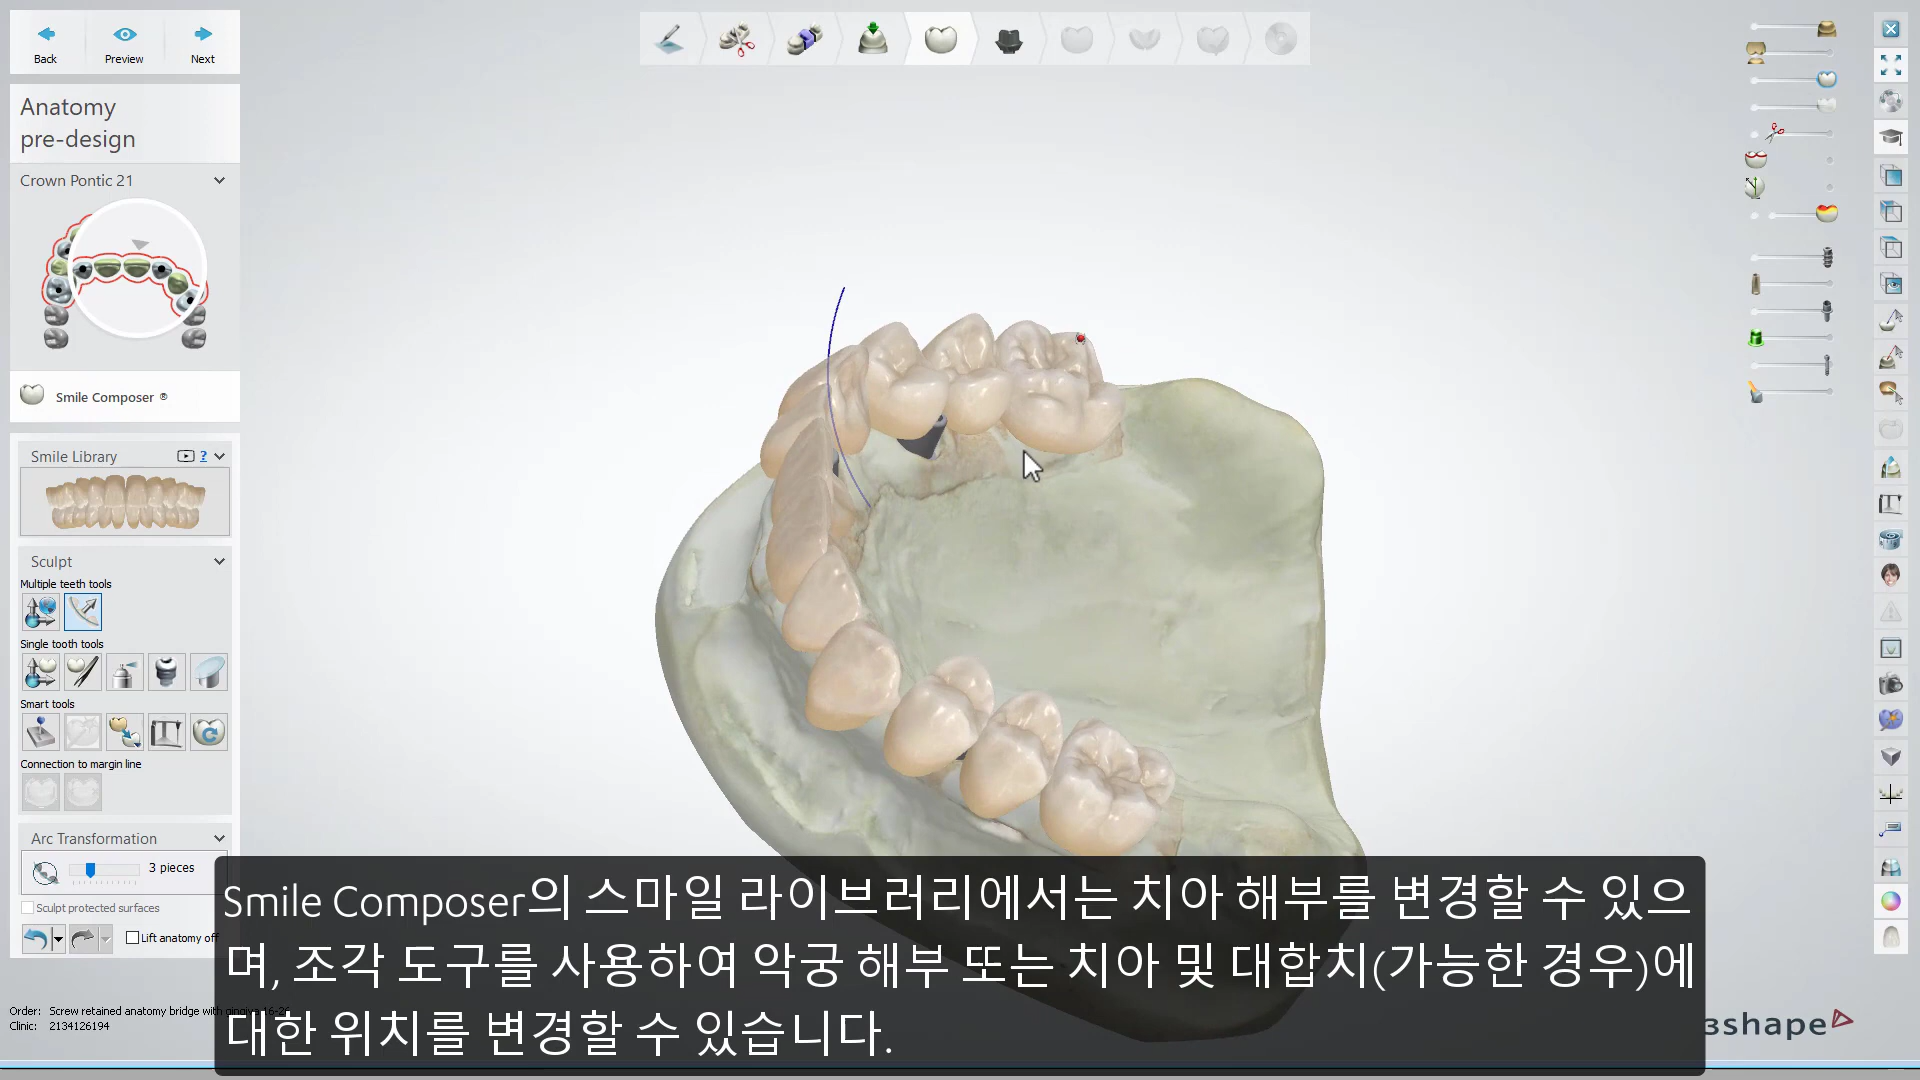 Back
Preview
Next
Anatomy
pre-design
Crown Pontic 21
Smile Composer ®
Smile Library
?
Sculpt
Multiple teeth tools
Single tooth tools
Smart tools
Connection to margin line
Arc Transformation
3 pieces
Sculpt protected surfaces
Lift anatomy off
Order: Screw retained anatomy bridge with gingiva 16-26
Clinic: 2134126194
Smile Composer의 스마일 라이브러리에서는 치아 해부를 변경할 수 있으
며, 조각 도구를 사용하여 악궁 해부 또는 치아 및 대합치(가능한 경우)에
대한 위치를 변경할 수 있습니다.
3shape